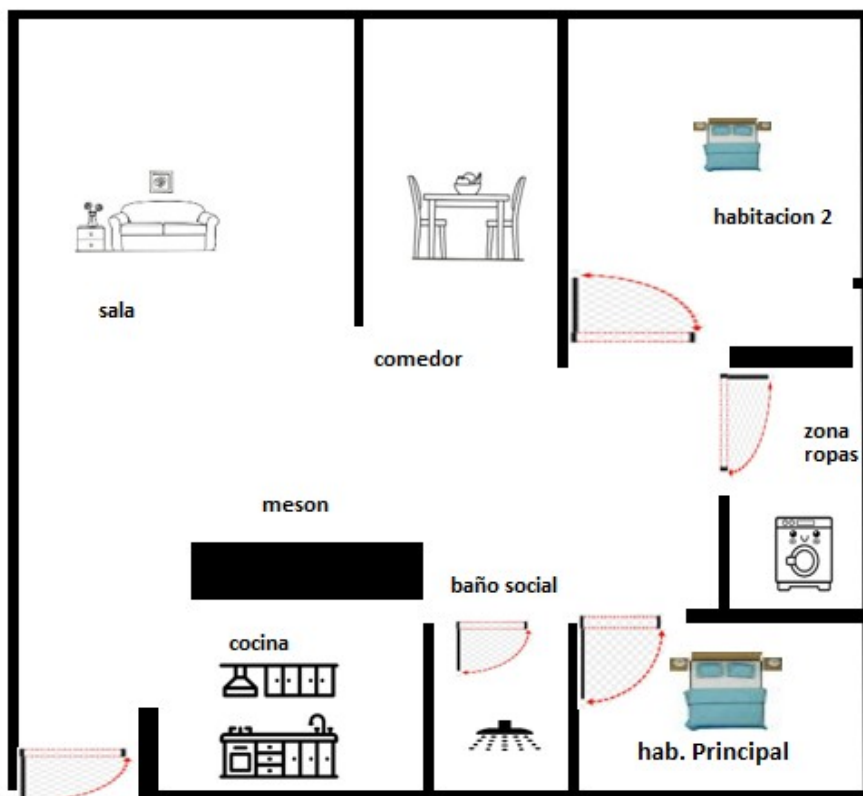 habitacion 2
sala
comedor
zona
ropas
meson
baño social
cocina
hab. Principal